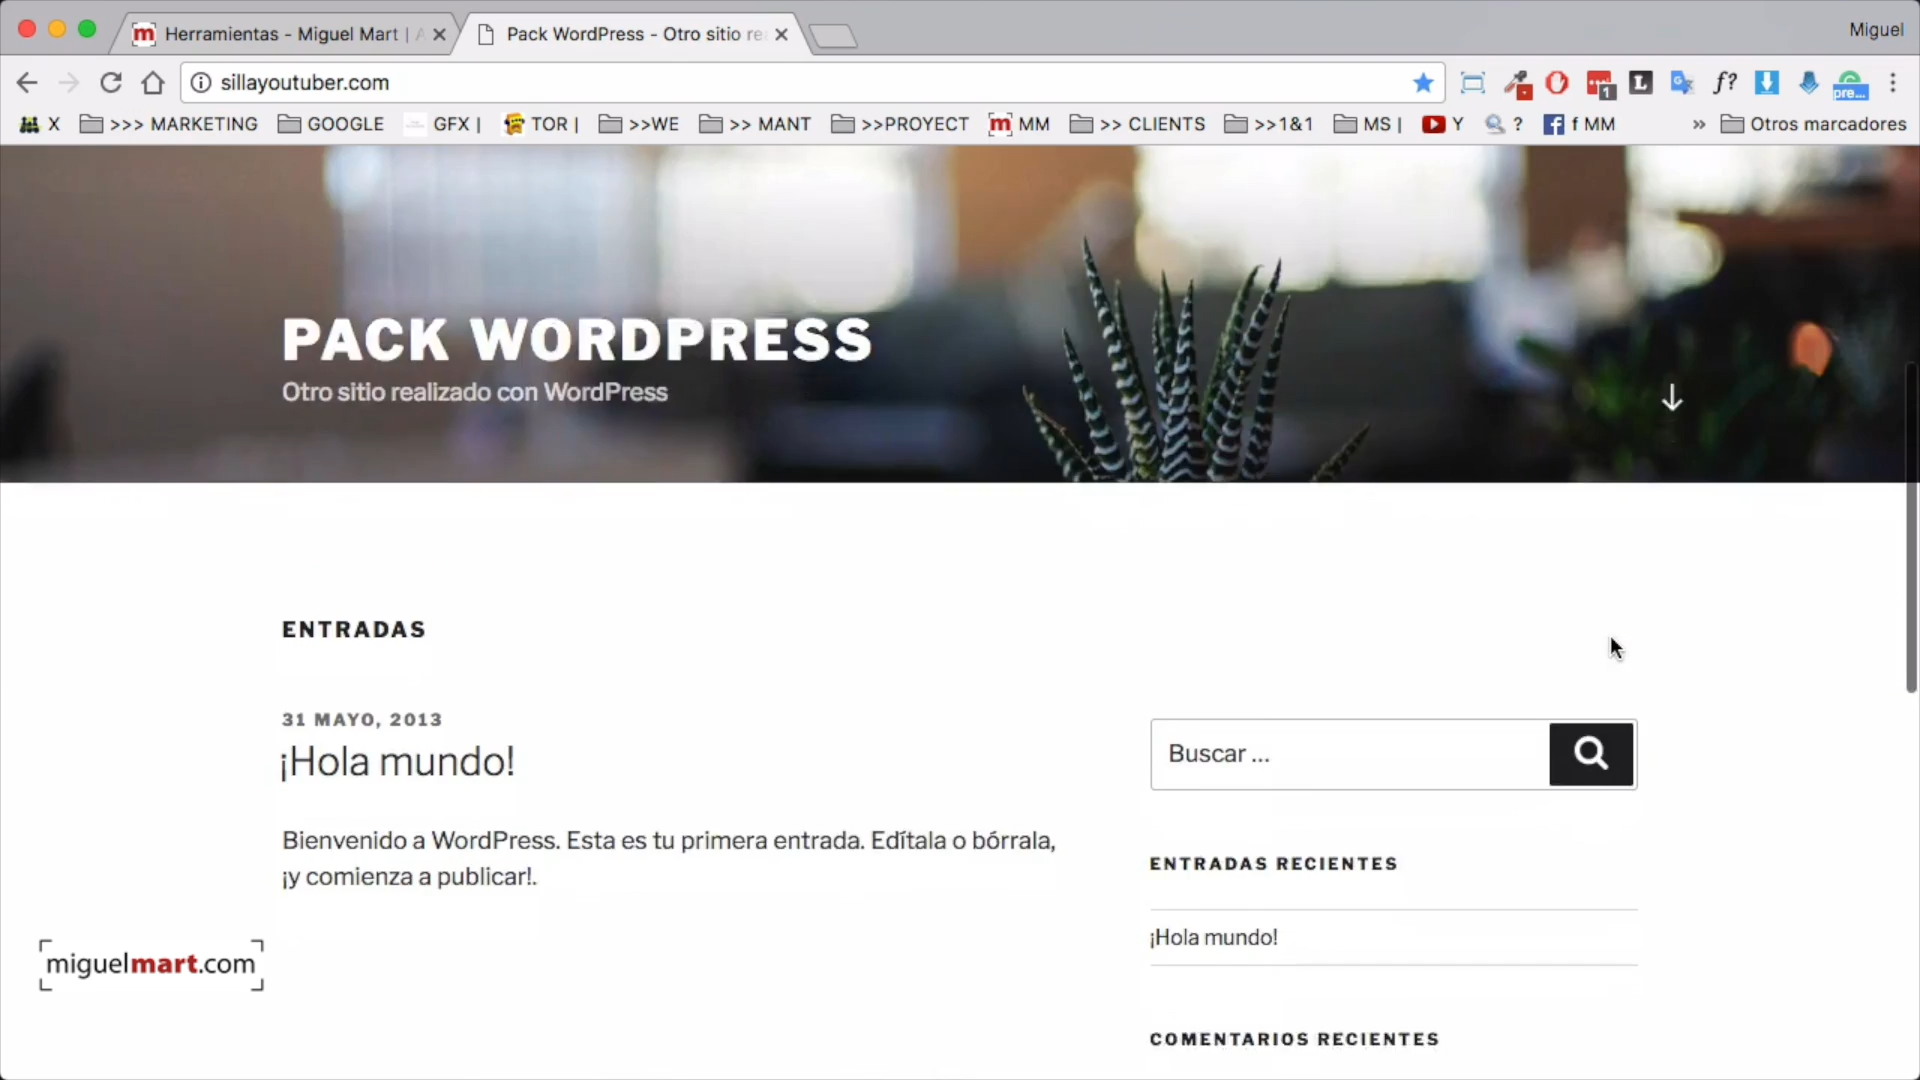 Herramientas - Miguel Mart |
Pack WordPress - Otro sitio re
Miguel
sillayoutuber.com
1
L
f?
pre...
X
>>> MARKETING
GOOGLE
GFX |
TOR |
>>WE
>> MANT
>>PROYECT
m MM
>> CLIENTS
>>1&1
MS |
Y
?
f MM
»
Otros marcadores
PACK WORDPRESS
Otro sitio realizado con WordPress
ENTRADAS
31 MAYO, 2013
¡Hola mundo!
Buscar ...
Bienvenido a WordPress. Esta es tu primera entrada. Edítala o bórrala,
¡y comienza a publicar!.
ENTRADAS RECIENTES
¡Hola mundo!
miguelmart.com
COMENTARIOS RECIENTES